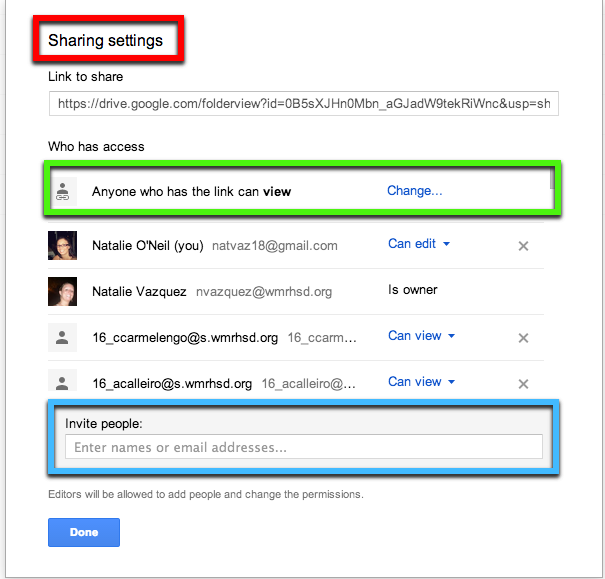 Sharing settings
Link to share
https://drive.google.com/folderview?id=0B5sXJHn0Mbn_aGJadW9tekRiWnc&usp=sh
Who has access
Anyone who has the link can view Change...
Natalie O'Neil (you) natvaz18@gmail.com Can edit
Natalie Vazquez nvazquez@wmrhsd.org Is owner
16_ccarmelengo@s.wmrhsd.org 16_ccarm... Can view
16_acalleiro@s.wmrhsd.org 16_acalleiro@... Can view
Invite people:
Enter names or email addresses...
Editors will be allowed to add people and change the permissions.
Done